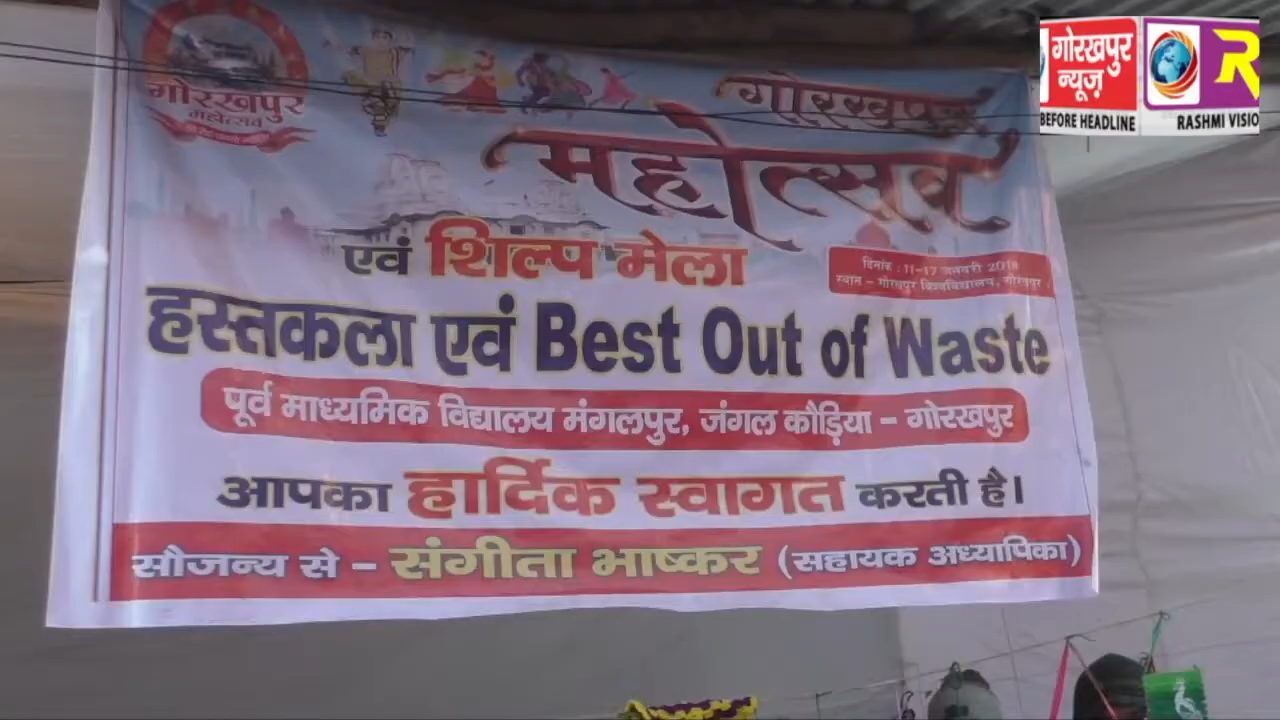 गोरखपुर
न्यूज़
BEFORE HEADLINE
RASHMI VISIO
गोरखपुर
महोत्सव
गोरखपुर
महोत्सव
एवं शिल्प मेला
दिनांक : 11-17 जनवरी 2018
स्थान - गोरखपुर विश्वविद्यालय, गोरखपुर
हस्तकला एवं Best Out of Waste
पूर्व माध्यमिक विद्यालय मंगलपुर, जंगल कौड़िया - गोरखपुर
आपका हार्दिक स्वागत करती है।
सौजन्य से - संगीता भाष्कर (सहायक अध्यापिका)